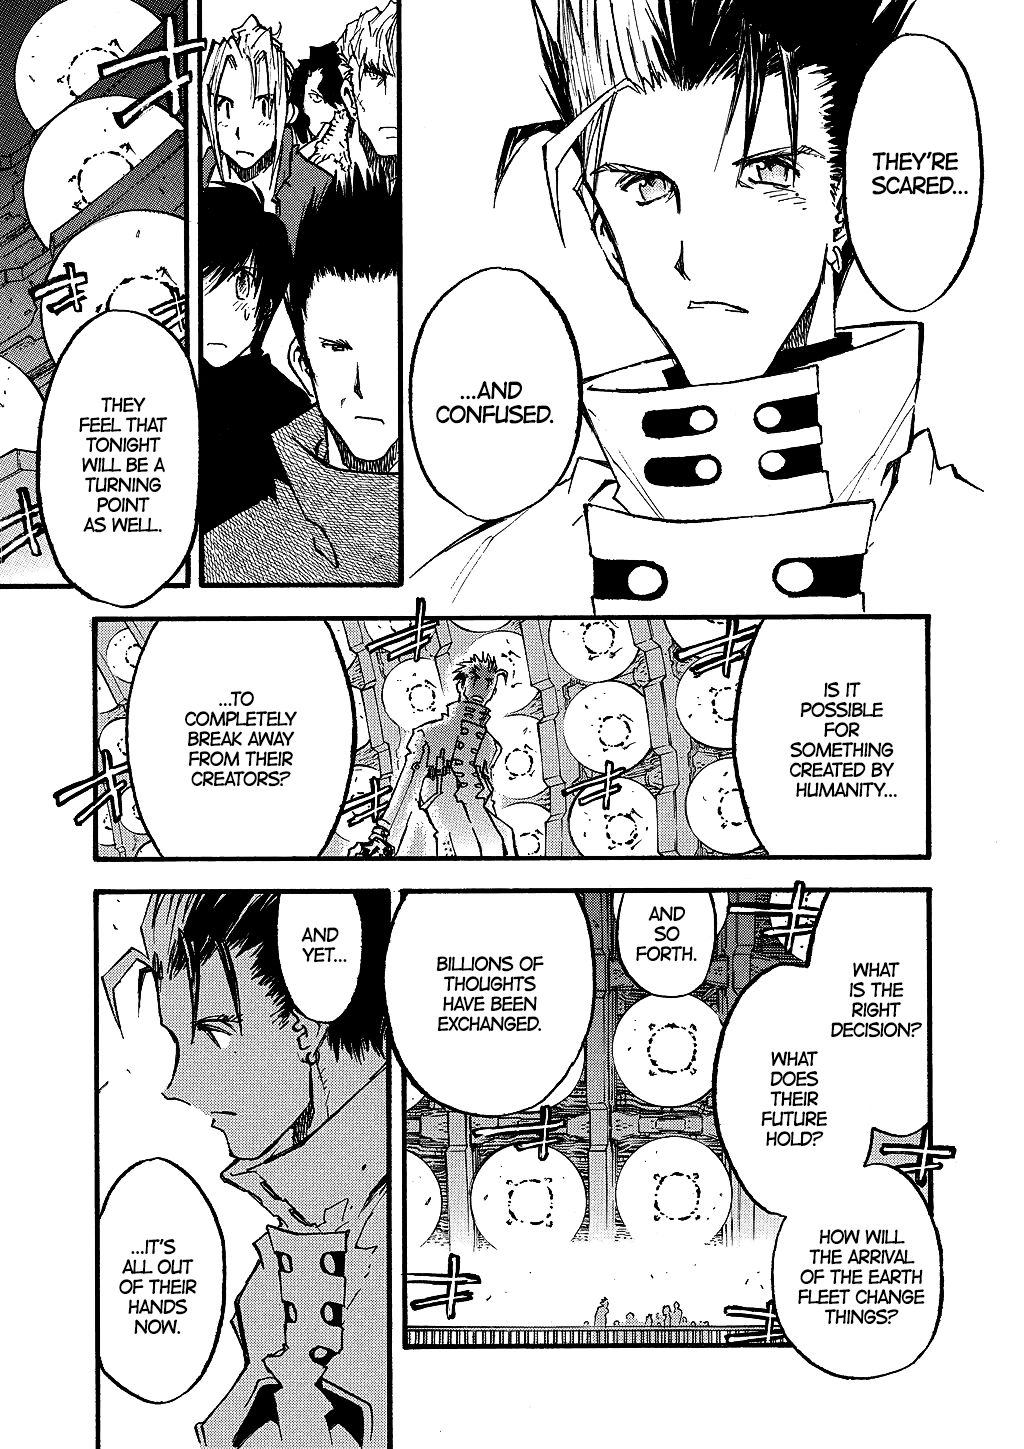 THEY'RE
SCARED...
...AND
CONFUSED.
THEY
FEEL THAT
TONIGHT
WILL BE A
TURNING
POINT
AS WELL.
IS IT
POSSIBLE
FOR
SOMETHING
CREATED BY
HUMANITY...
...TO
COMPLETELY
BREAK AWAY
FROM THEIR
CREATORS?
WHAT
IS THE
RIGHT
DECISION?
WHAT
DOES
THEIR
FUTURE
HOLD?
HOW WILL
THE ARRIVAL
OF THE EARTH
FLEET CHANGE
THINGS?
AND
SO
FORTH.
BILLIONS OF
THOUGHTS
HAVE BEEN
EXCHANGED.
AND
YET...
...IT'S
ALL OUT
OF THEIR
HANDS
NOW.